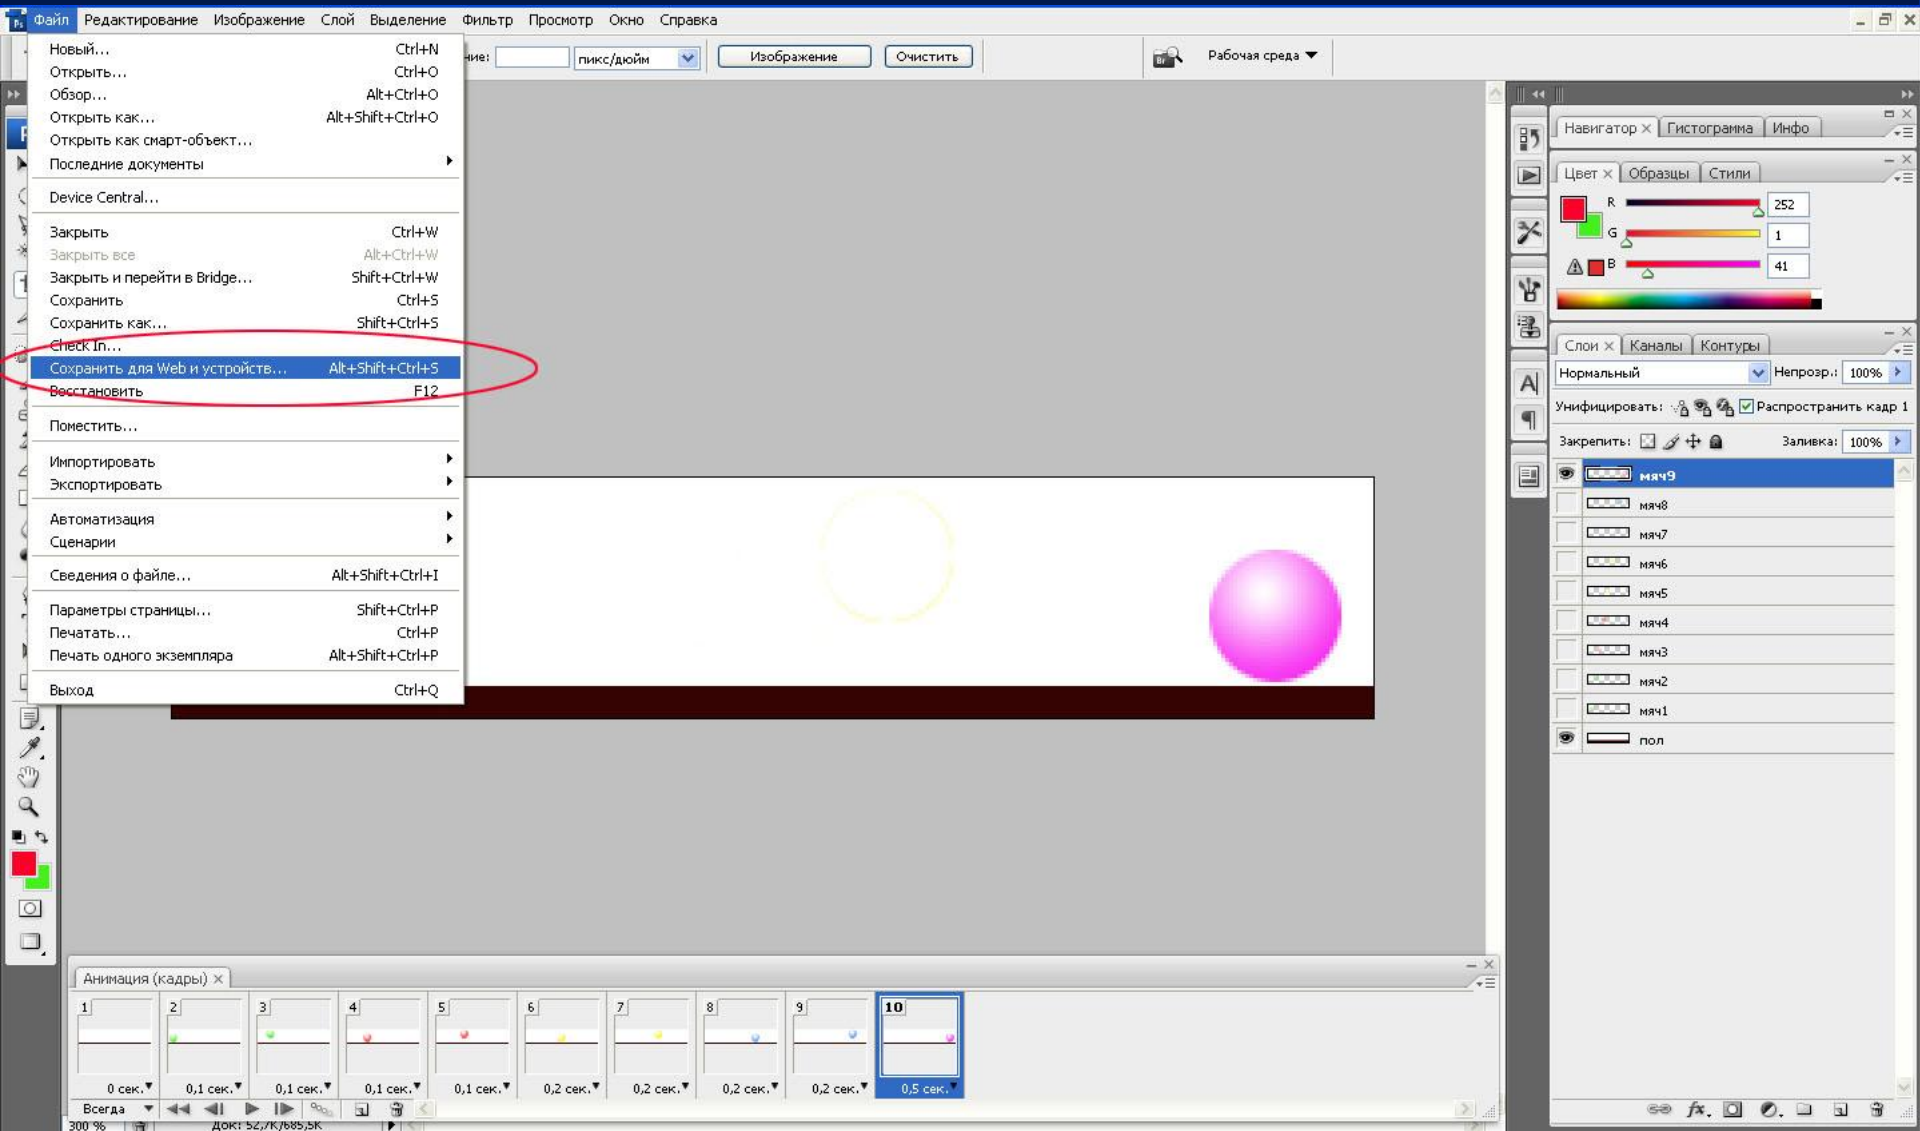 Файл Редактирование Изображение Слой Выделение Фильтр Просмотр Окно Справка
Новый... Ctrl+N
Открыть... Ctrl+O
Обзор... Alt+Ctrl+O
Открыть как... Alt+Shift+Ctrl+O
Открыть как смарт-объект...
Последние документы
Device Central...
Закрыть Ctrl+W
Закрыть все Alt+Ctrl+W
Закрыть и перейти в Bridge... Shift+Ctrl+W
Сохранить Ctrl+S
Сохранить как... Shift+Ctrl+S
Check In...
Сохранить для Web и устройств... Alt+Shift+Ctrl+S
Восстановить F12
Поместить...
Импортировать
Экспортировать
Автоматизация
Сценарии
Сведения о файле... Alt+Shift+Ctrl+I
Параметры страницы... Shift+Ctrl+P
Печатать... Ctrl+P
Печать одного экземпляра Alt+Shift+Ctrl+P
Выход Ctrl+Q
ние: пикс/дюйм Изображение Очистить Рабочая среда
Навигатор Гистограмма Инфо
Цвет Образцы Стили
R 252
G 1
B 41
Слои Каналы Контуры
Нормальный Непрозр.: 100%
Унифицировать: Распространить кадр 1
Закрепить: Заливка: 100%
мяч9
мяч8
мяч7
мяч6
мяч5
мяч4
мяч3
мяч2
мяч1
пол
Анимация (кадры)
1 2 3 4 5 6 7 8 9 10
0 сек. 0,1 сек. 0,1 сек. 0,1 сек. 0,1 сек. 0,2 сек. 0,2 сек. 0,2 сек. 0,2 сек. 0,5 сек.
Всегда
300 % Док: 52,7K/685,5K